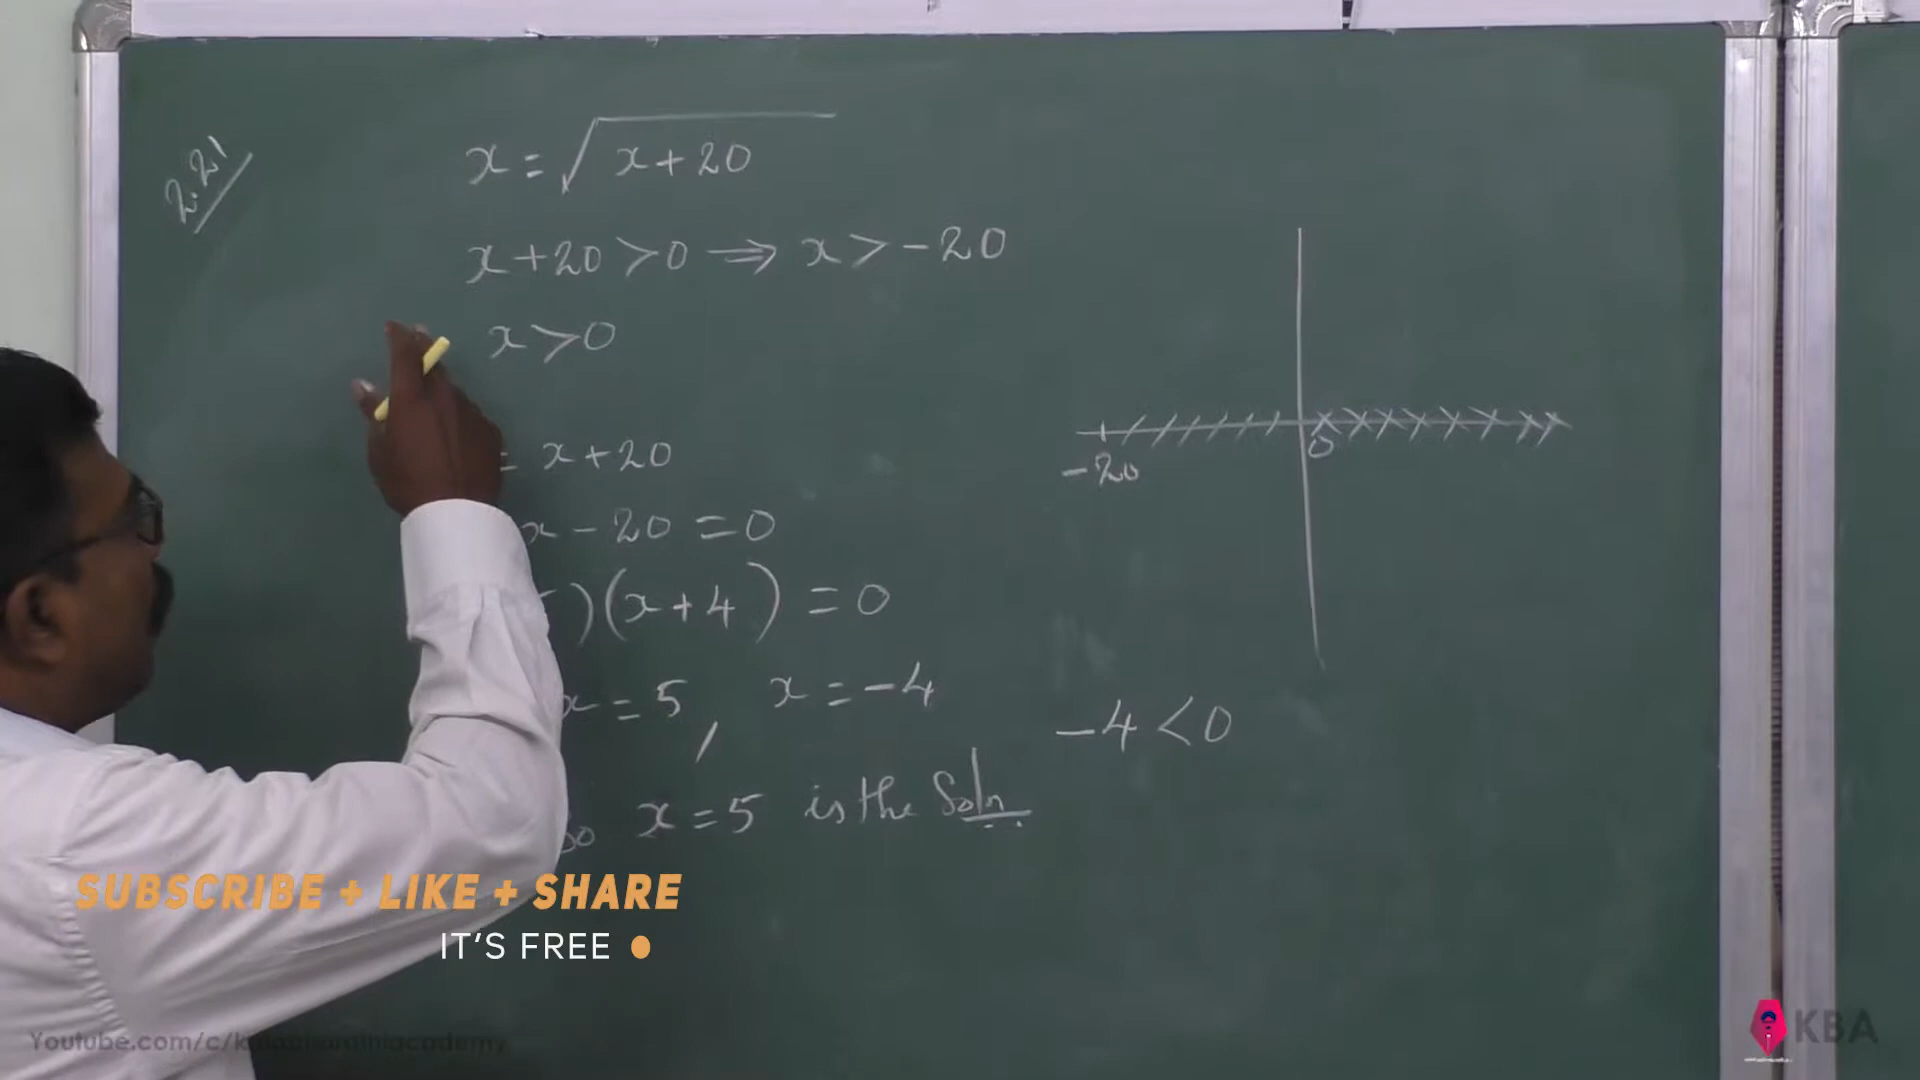 2.21
x = √x+20
x+20 > 0 ⇒ x > -20
x > 0
= x+20
x - 20 = 0
)(x+4) = 0
x = 5, x = -4
-4 < 0
So x = 5 is the Soln
-20
0
SUBSCRIBE + LIKE + SHARE
IT'S FREE
KBA